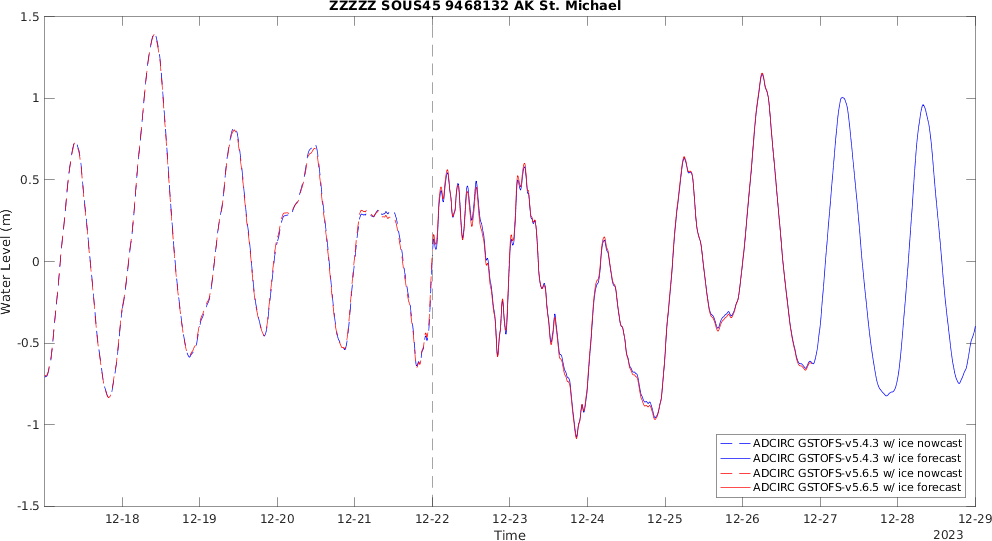 ZZZZZ SOUS45 9468132 AK St. Michael
Water Level (m)
1.5
1
0.5
0
-0.5
-1
-1.5
ADCIRC GSTOFS-v5.4.3 w/ ice nowcast
ADCIRC GSTOFS-v5.4.3 w/ ice forecast
ADCIRC GSTOFS-v5.6.5 w/ ice nowcast
ADCIRC GSTOFS-v5.6.5 w/ ice forecast
12-18 12-19 12-20 12-21 12-22 12-23 12-24 12-25 12-26 12-27 12-28 12-29
Time
2023